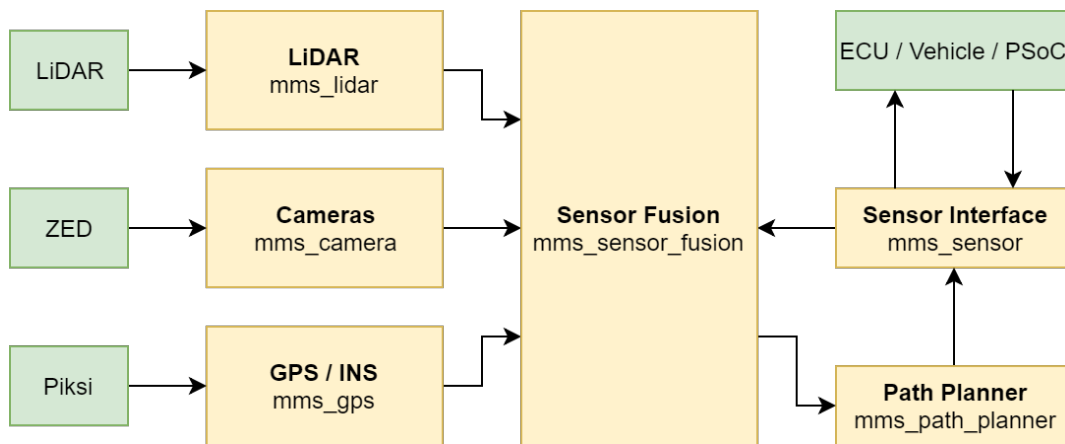 LiDAR
LiDAR
mms_lidar
ZED
Cameras
mms_camera
Piksi
GPS / INS
mms_gps
Sensor Fusion
mms_sensor_fusion
ECU / Vehicle / PSoC
Sensor Interface
mms_sensor
Path Planner
mms_path_planner